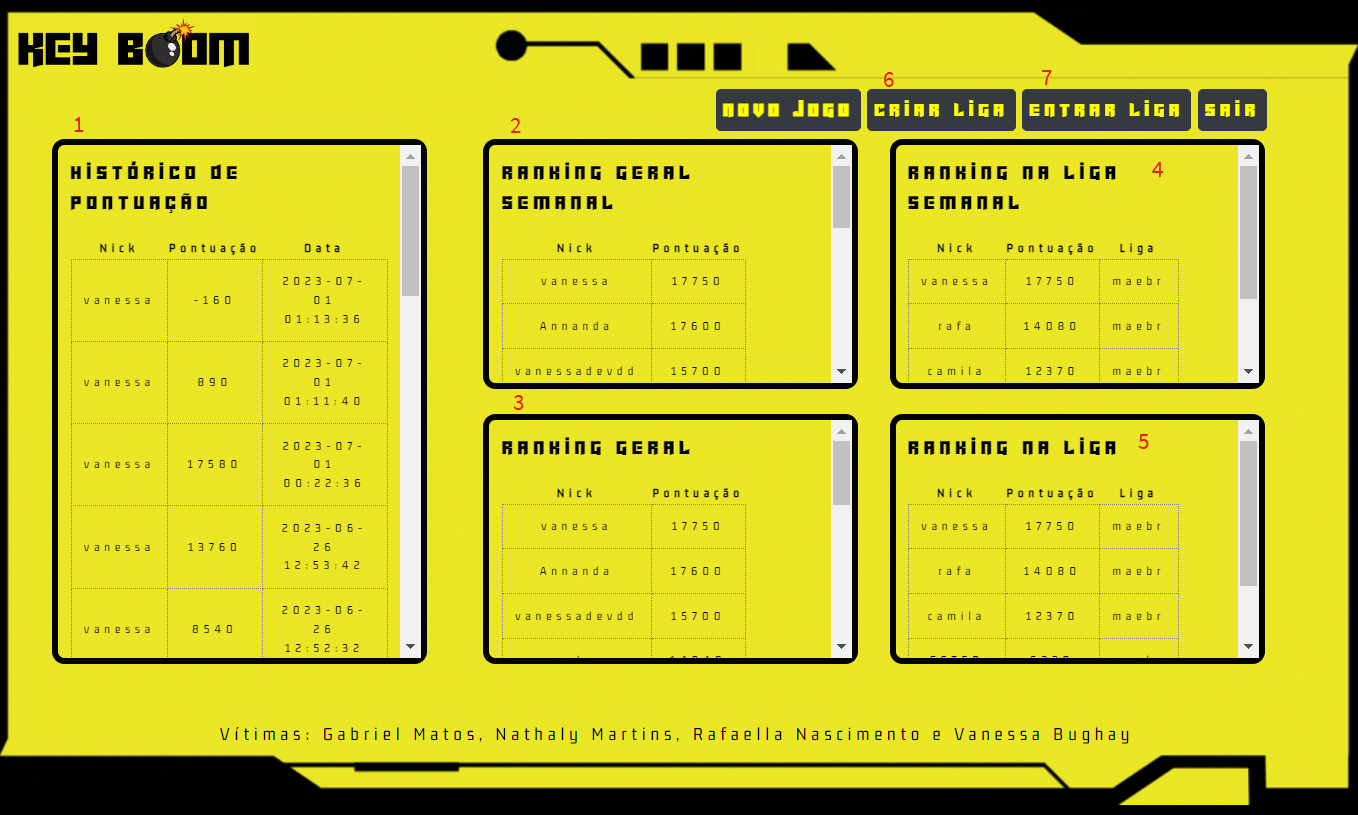 KEY BOOM
6 7
NOVO JOGO CRIAR LIGA ENTRAR LIGA SAIR
1
HISTÓRICO DE
PONTUAÇÃO
Nick Pontuação Data
vanessa -160 2023-07-
01
01:13:36
vanessa 890 2023-07-
01
01:11:40
vanessa 17580 2023-07-
01
00:22:36
vanessa 13760 2023-06-
26
12:53:42
vanessa 8540 2023-06-
26
12:52:32
2
RANKING GERAL
SEMANAL
Nick Pontuação
vanessa 17750
Annanda 17600
vanessadevdd 15700
4
RANKING NA LIGA
SEMANAL
Nick Pontuação Liga
vanessa 17750 maebr
rafa 14080 maebr
camila 12370 maebr
3
RANKING GERAL
Nick Pontuação
vanessa 17750
Annanda 17600
vanessadevdd 15700
5
RANKING NA LIGA
Nick Pontuação Liga
vanessa 17750 maebr
rafa 14080 maebr
camila 12370 maebr
Vítimas: Gabriel Matos, Nathaly Martins, Rafaella Nascimento e Vanessa Bughay